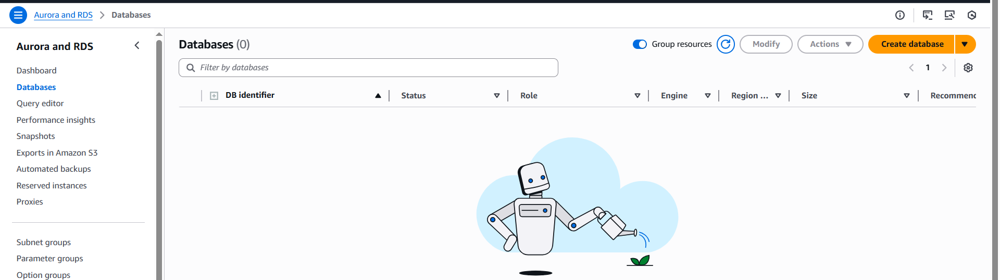 Aurora and RDS > Databases
Aurora and RDS
Dashboard
Databases
Query editor
Performance insights
Snapshots
Exports in Amazon S3
Automated backups
Reserved instances
Proxies
Subnet groups
Parameter groups
Option groups
Databases (0)
Group resources
Modify
Actions
Create database
Filter by databases
1
DB identifier
Status
Role
Engine
Region ...
Size
Recommend